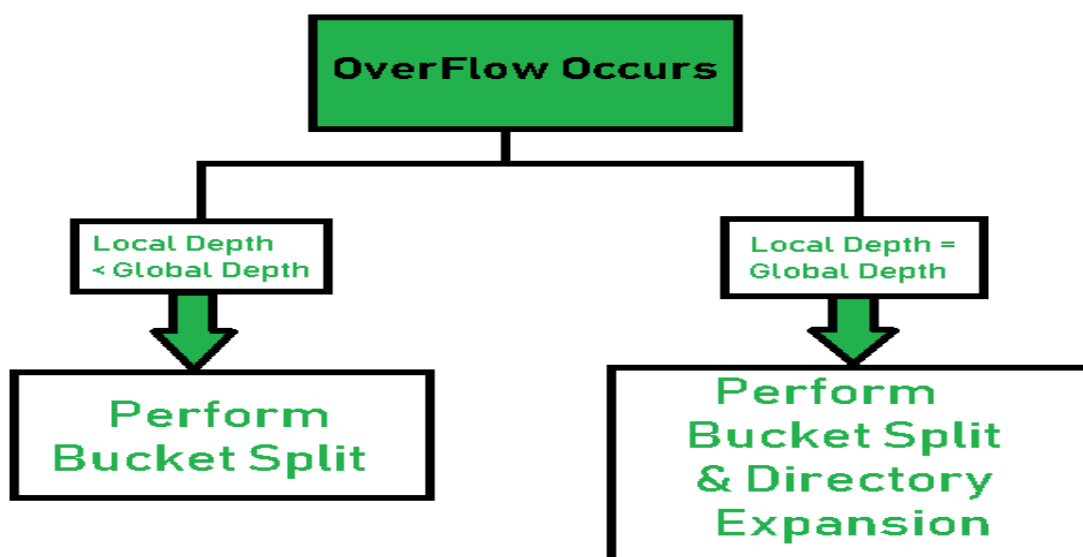 OverFlow Occurs
Local Depth
< Global Depth
Local Depth =
Global Depth
Perform
Bucket Split
Perform
Bucket Split
& Directory
Expansion